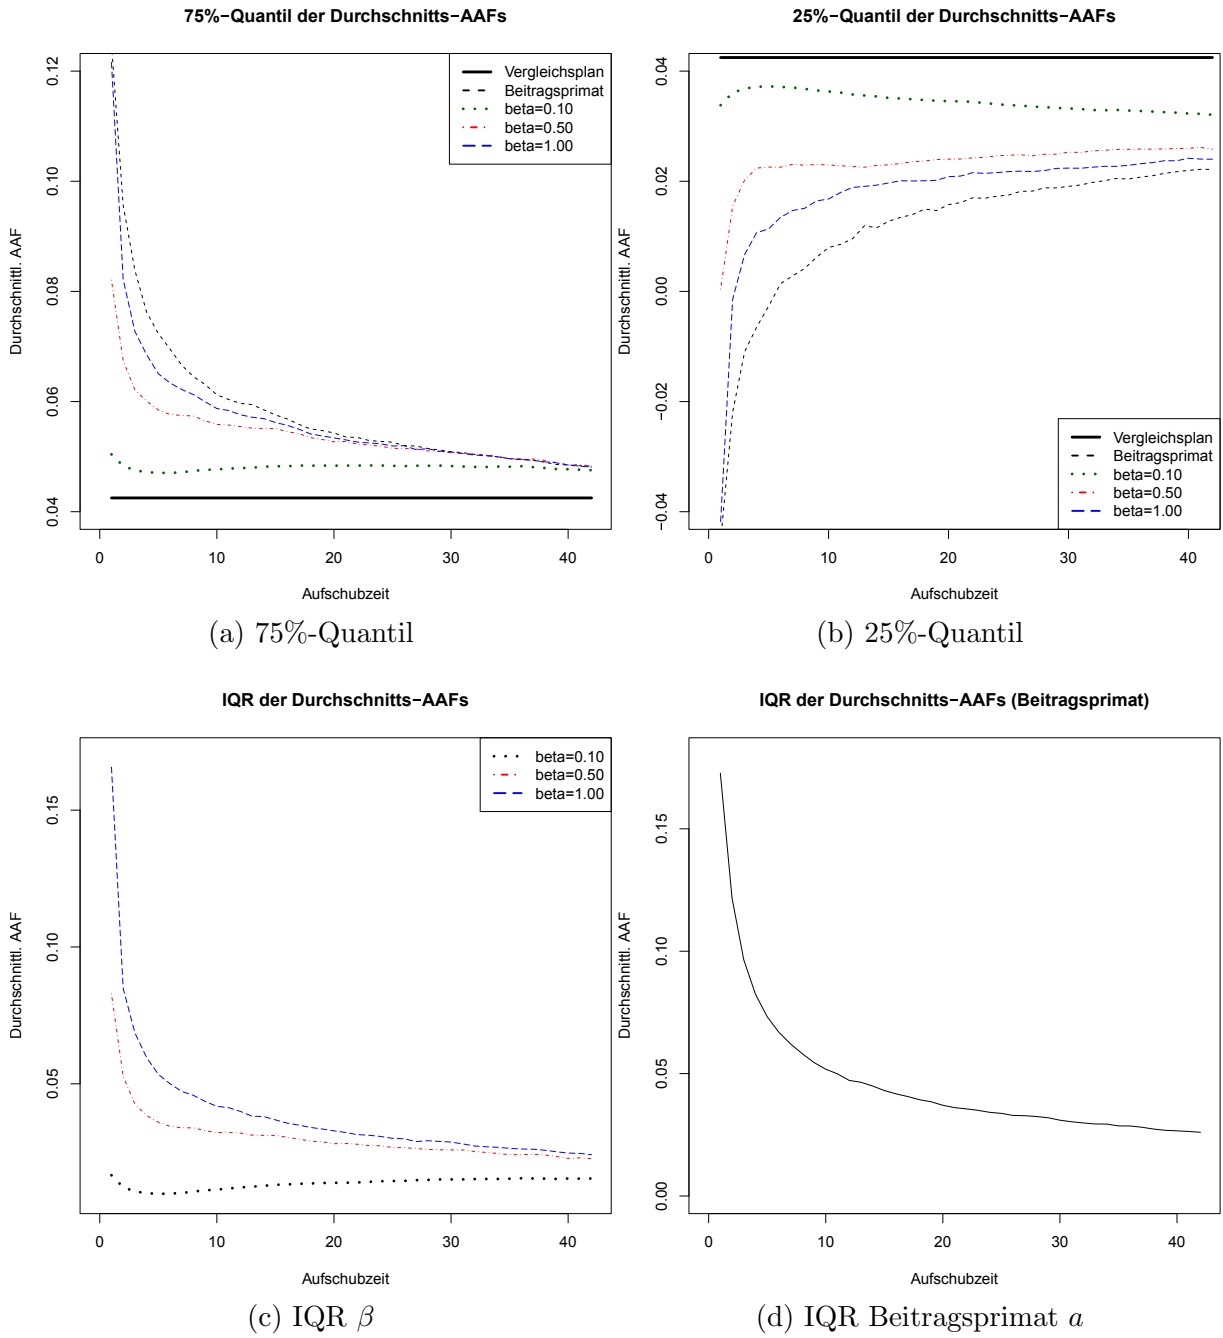 75%−Quantil der Durchschnitts−AAFs
Durchschnittl. AAF
0.12
0.10
0.08
0.06
0.04
Vergleichsplan
Beitragsprimat
beta=0.10
beta=0.50
beta=1.00
0 10 20 30 40
Aufschubzeit
(a) 75%-Quantil
25%−Quantil der Durchschnitts−AAFs
Durchschnittl. AAF
0.04
0.02
0.00
−0.02
−0.04
Vergleichsplan
Beitragsprimat
beta=0.10
beta=0.50
beta=1.00
0 10 20 30 40
Aufschubzeit
(b) 25%-Quantil
IQR der Durchschnitts−AAFs
Durchschnittl. AAF
0.15
0.10
0.05
beta=0.10
beta=0.50
beta=1.00
0 10 20 30 40
Aufschubzeit
(c) IQR β
IQR der Durchschnitts−AAFs (Beitragsprimat)
Durchschnittl. AAF
0.15
0.10
0.05
0.00
0 10 20 30 40
Aufschubzeit
(d) IQR Beitragsprimat a